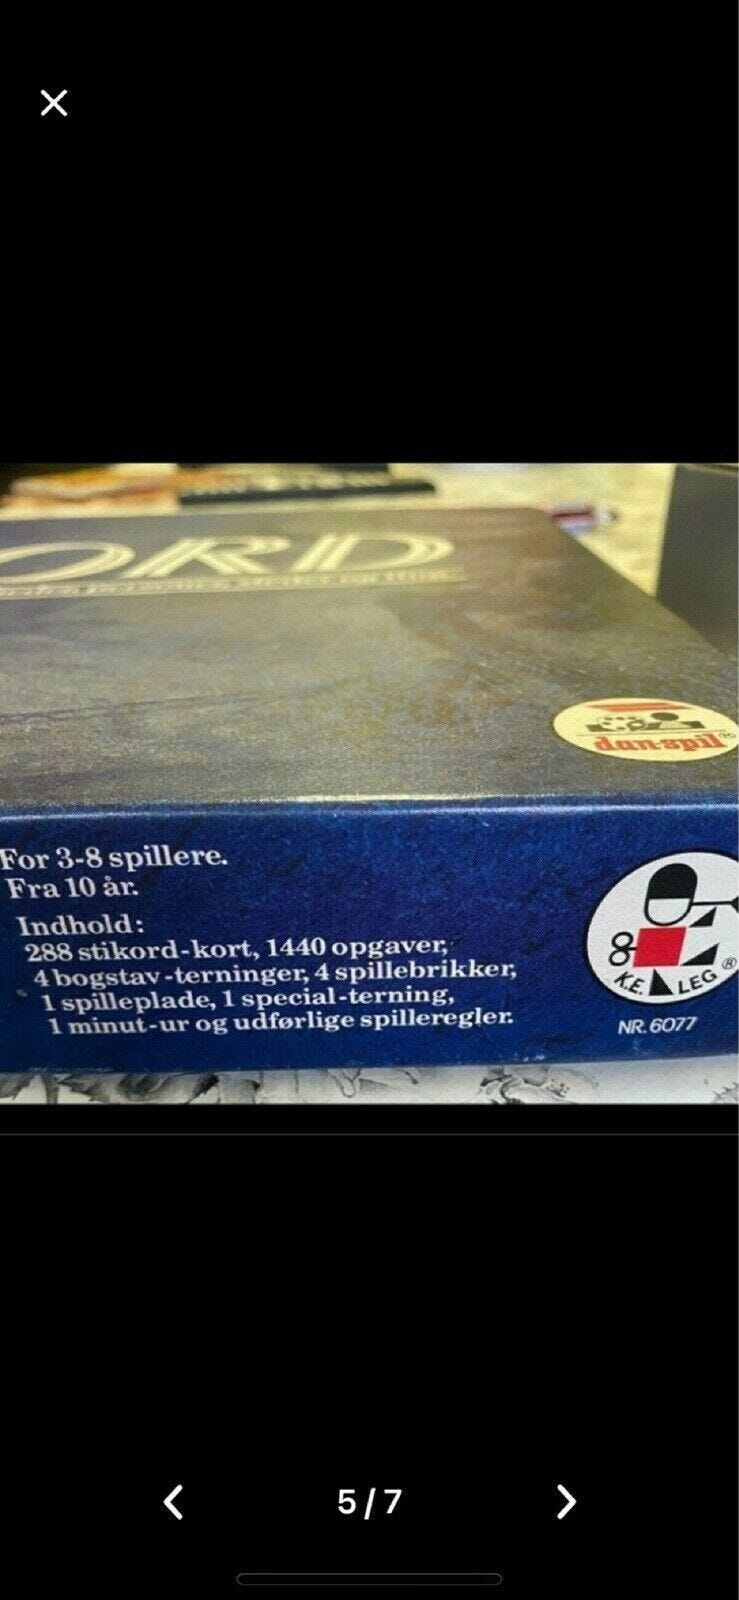 ORD
dan-spil®
For 3-8 spillere.
Fra 10 år.
Indhold:
288 stikord-kort, 1440 opgaver,
4 bogstav-terninger, 4 spillebrikker,
1 spilleplade, 1 special-terning,
1 minut-ur og udførlige spilleregler.
K.E. LEG ®
NR. 6077
5/7